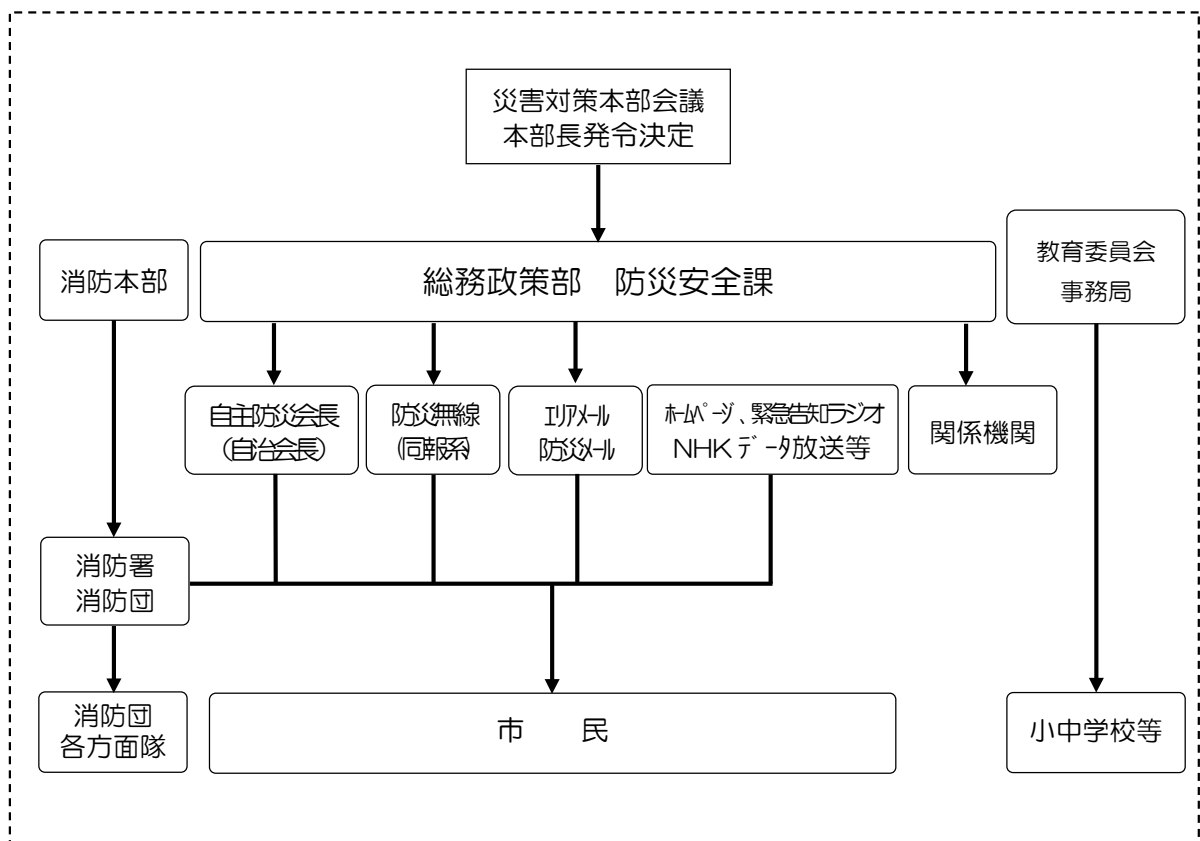 災害対策本部会議
本部長発令決定
消防本部
総務政策部　防災安全課
教育委員会
事務局
自主防災会長
(自治会長)
防災無線
(同報系)
ｴﾘｱﾒｰﾙ
防災ﾒｰﾙ
ﾎｰﾑﾍﾟｰｼﾞ、緊急告知ﾗｼﾞｵ
NHKﾃﾞｰﾀ放送等
関係機関
消防署
消防団
消防団
各方面隊
市　民
小中学校等